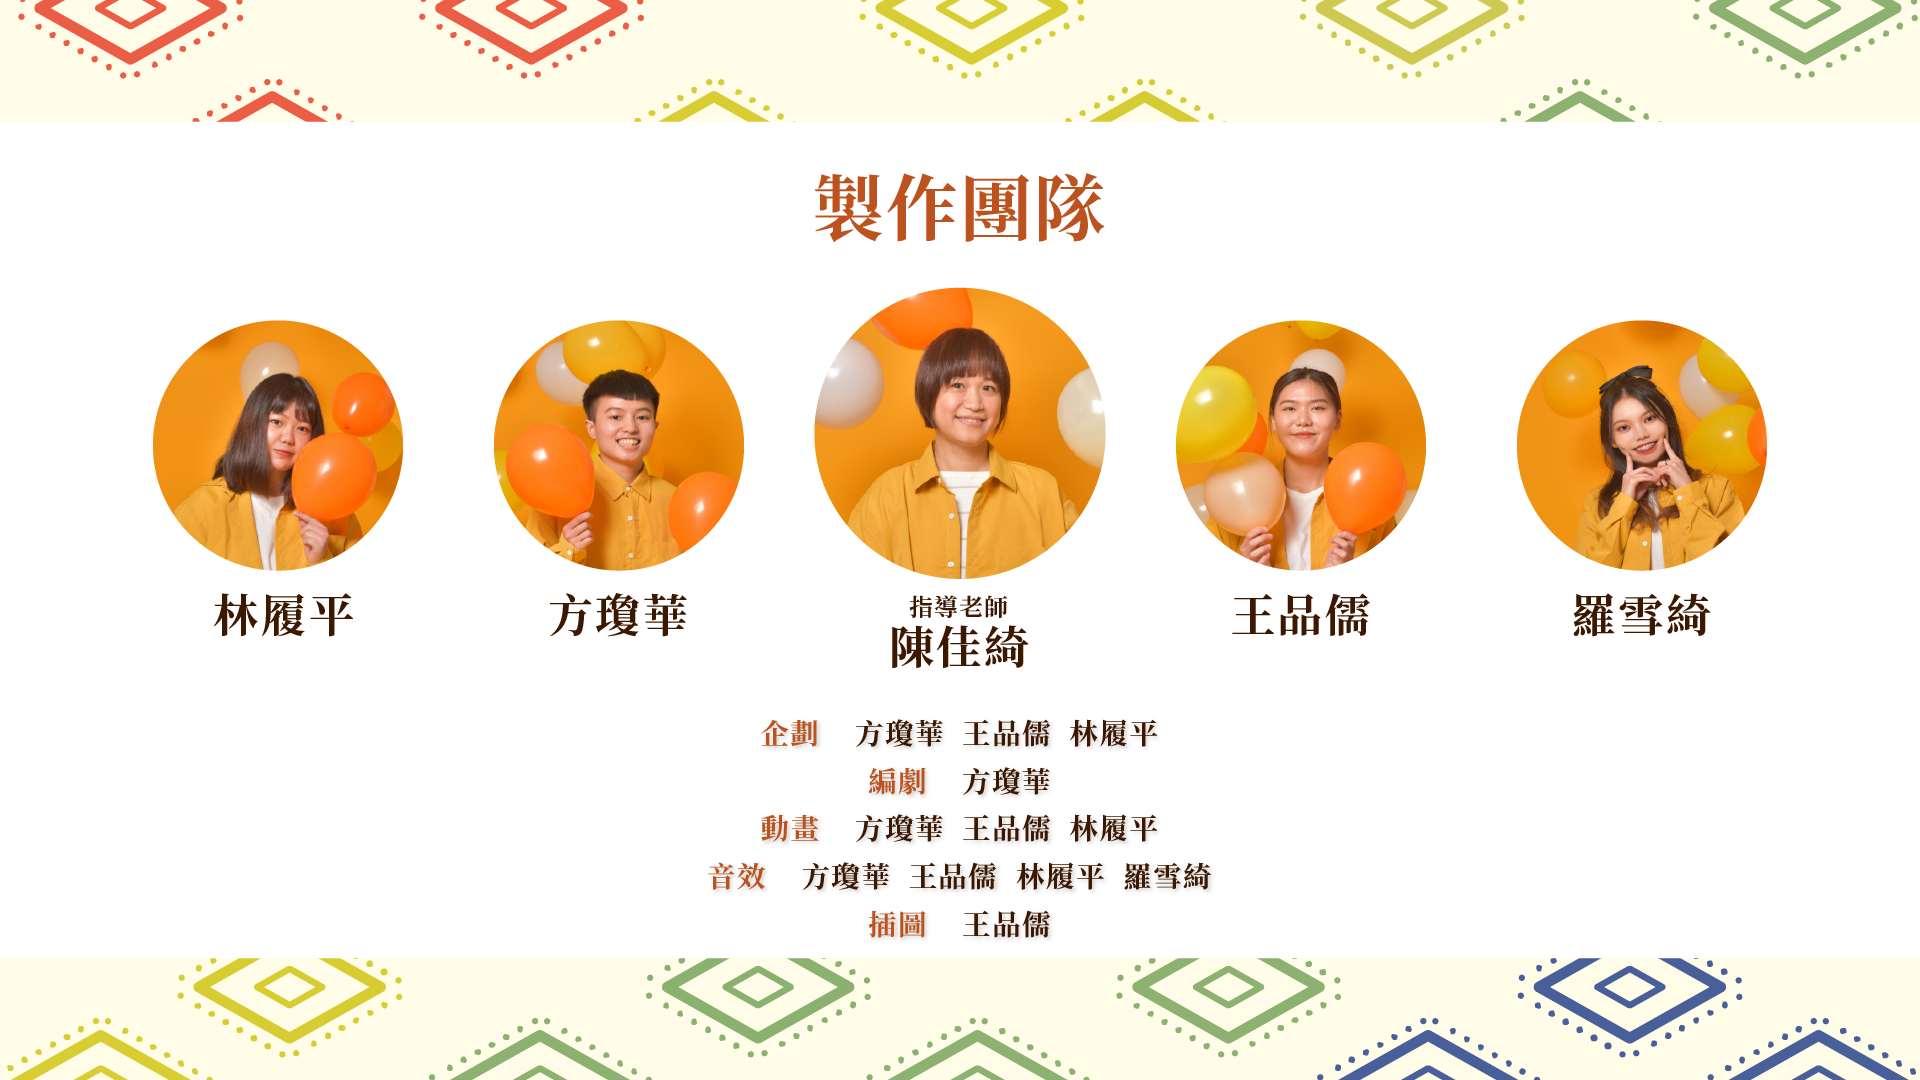 製作團隊
林履平
方瓊華
指導老師
陳佳綺
王品儒
羅雪綺
企劃 方瓊華 王品儒 林履平
編劇 方瓊華
動畫 方瓊華 王品儒 林履平
音效 方瓊華 王品儒 林履平 羅雪綺
插圖 王品儒